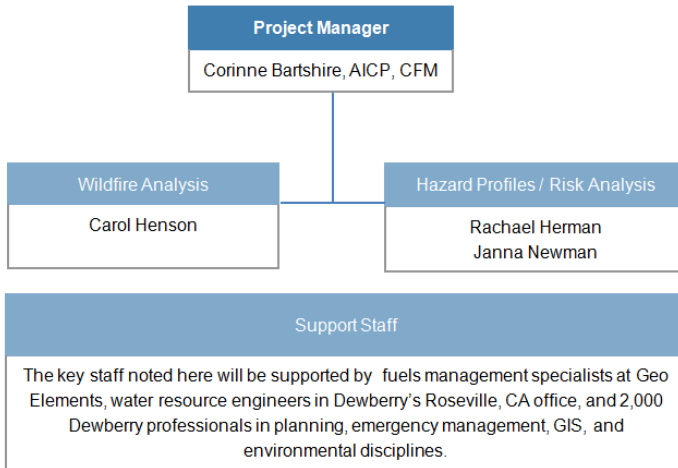 Project Manager
Corinne Bartshire, AICP, CFM
Wildfire Analysis
Carol Henson
Hazard Profiles / Risk Analysis
Rachael Herman
Janna Newman
Support Staff
The key staff noted here will be supported by fuels management specialists at Geo
Elements, water resource engineers in Dewberry's Roseville, CA office, and 2,000
Dewberry professionals in planning, emergency management, GIS, and
environmental disciplines.